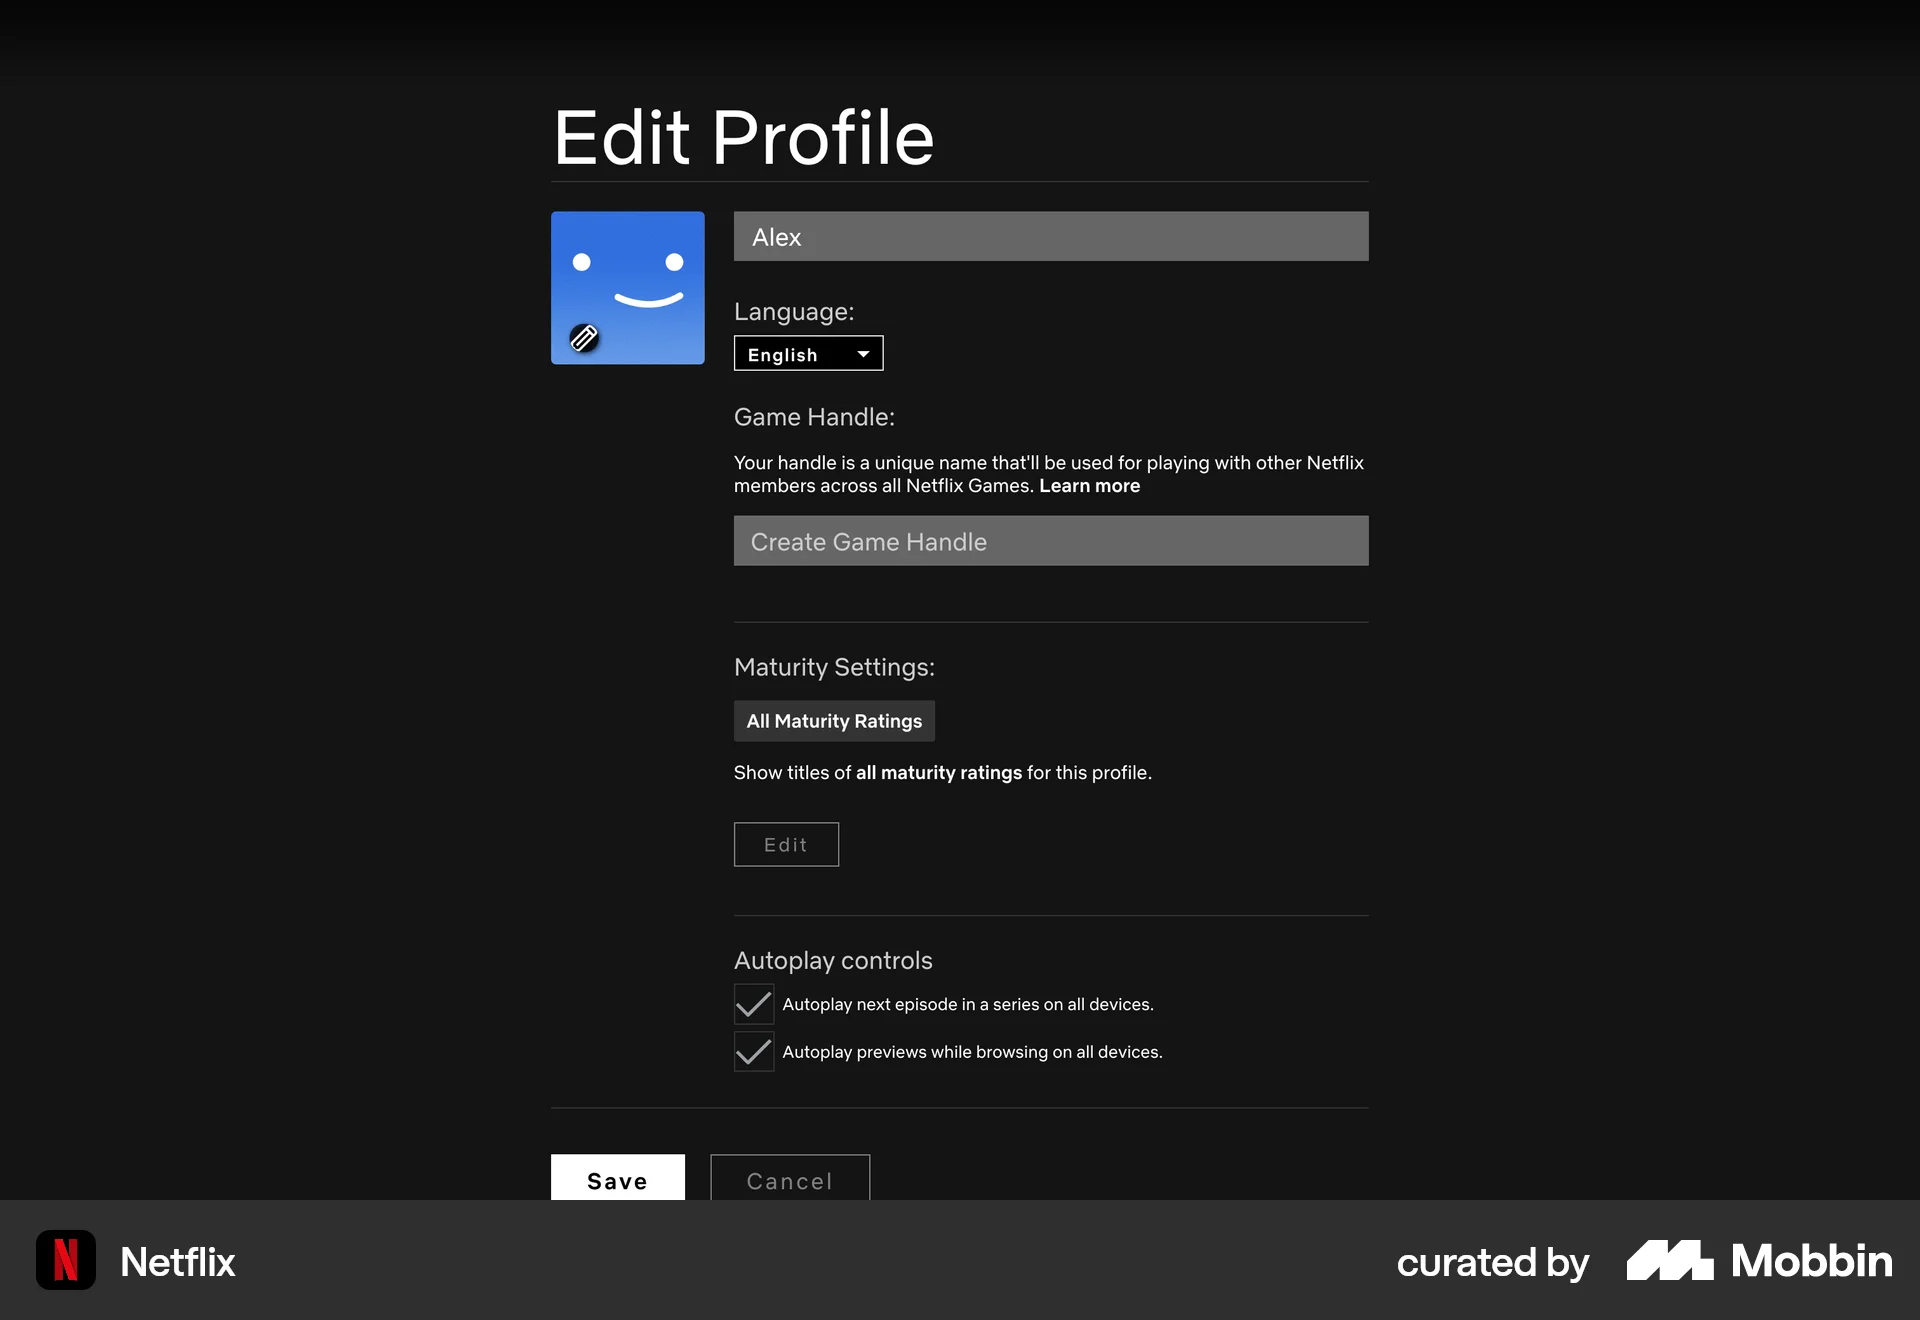 Edit Profile
Alex
Language:
English
Game Handle:
Your handle is a unique name that'll be used for playing with other Netflix
members across all Netflix Games. Learn more
Create Game Handle
Maturity Settings:
All Maturity Ratings
Show titles of all maturity ratings for this profile.
Edit
Autoplay controls
Autoplay next episode in a series on all devices.
Autoplay previews while browsing on all devices.
Save Cancel
N Netflix curated by Mobbin